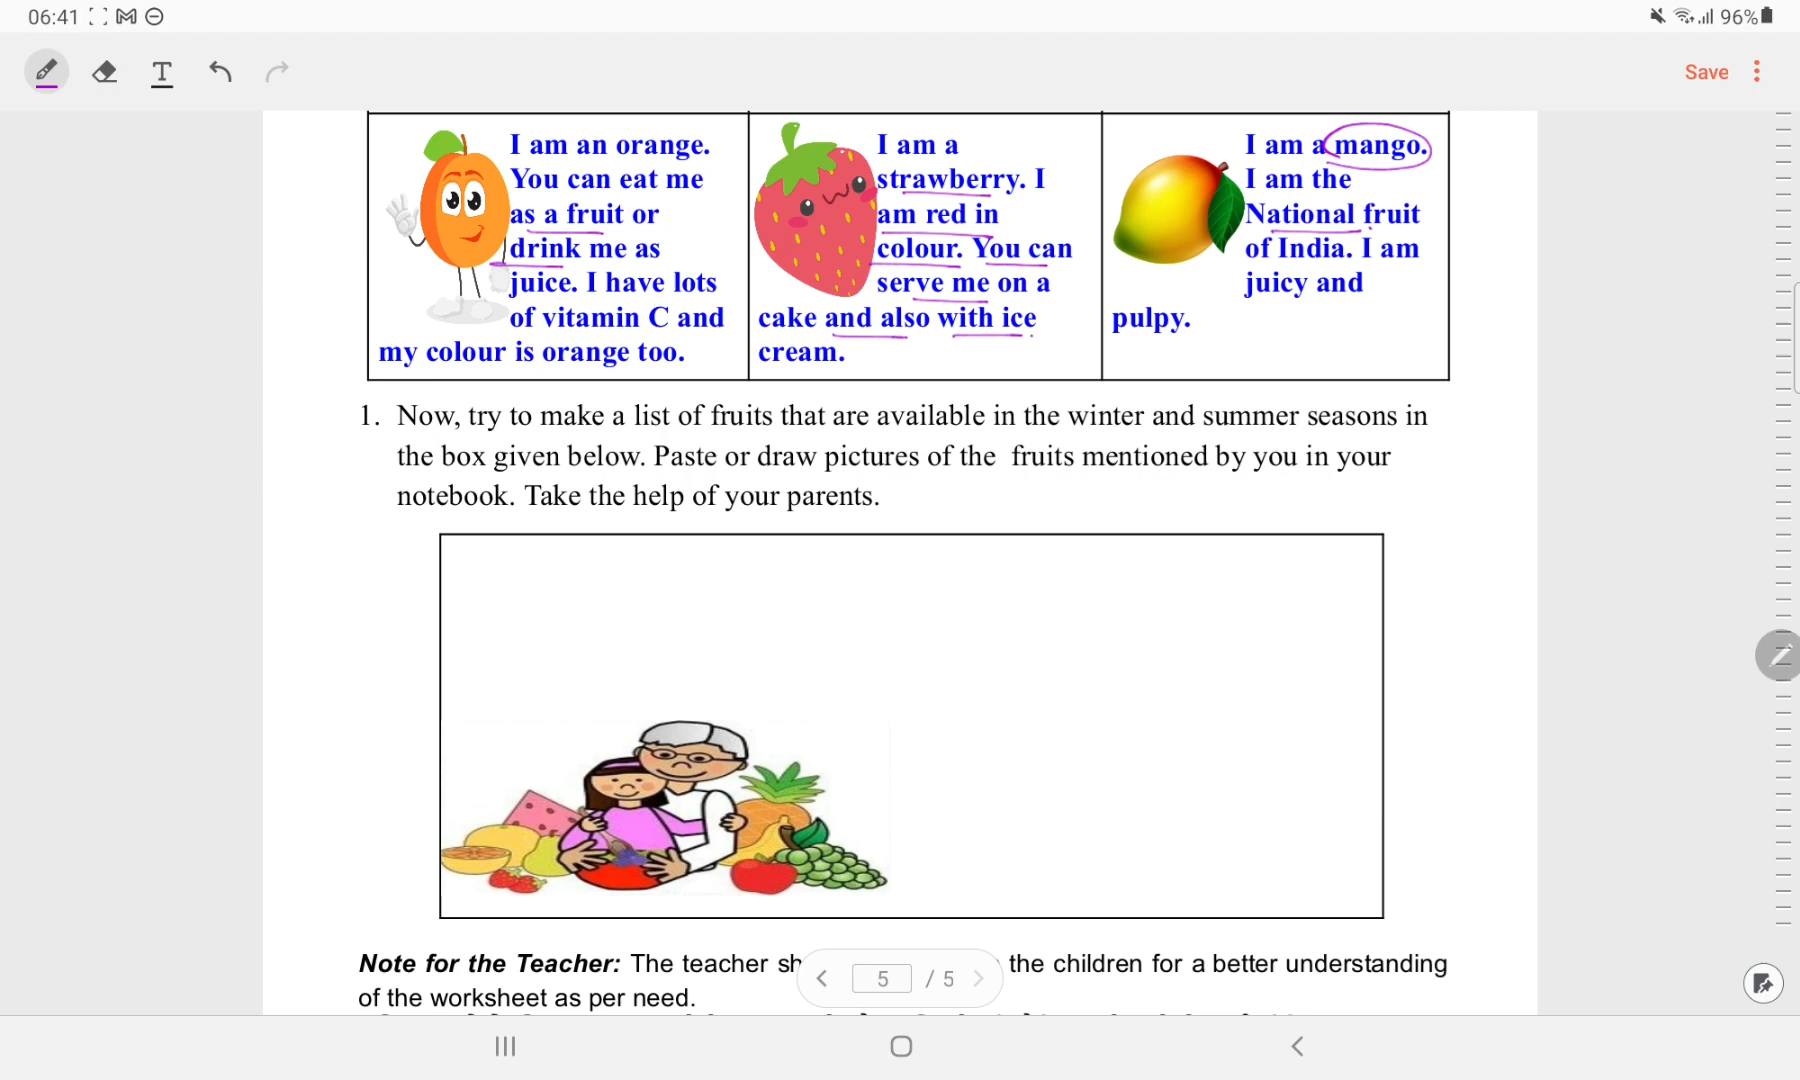 06:41
96%
Save
I am an orange.
You can eat me
as a fruit or
drink me as
juice. I have lots
of vitamin C and
my colour is orange too.
I am a
strawberry. I
am red in
colour. You can
serve me on a
cake and also with ice
cream.
I am a mango.
I am the
National fruit
of India. I am
juicy and
pulpy.
1. Now, try to make a list of fruits that are available in the winter and summer seasons in
the box given below. Paste or draw pictures of the fruits mentioned by you in your
notebook. Take the help of your parents.
Note for the Teacher: The teacher sh
the children for a better understanding
of the worksheet as per need.
5 / 5